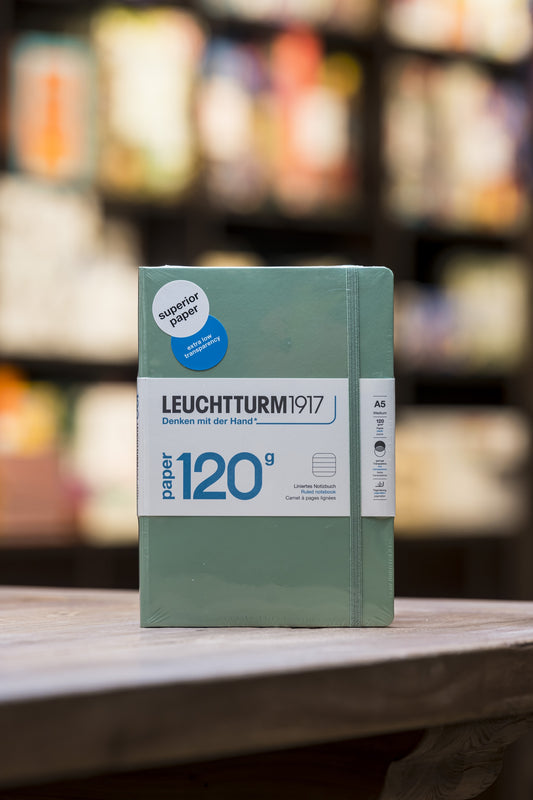 superior
paper
extra low
transparency
LEUCHTTURM1917
Denken mit der Hand*
paper
120g
Liniertes Notizbuch
Ruled notebook
Carnet à pages lignées
A5
Medium
120